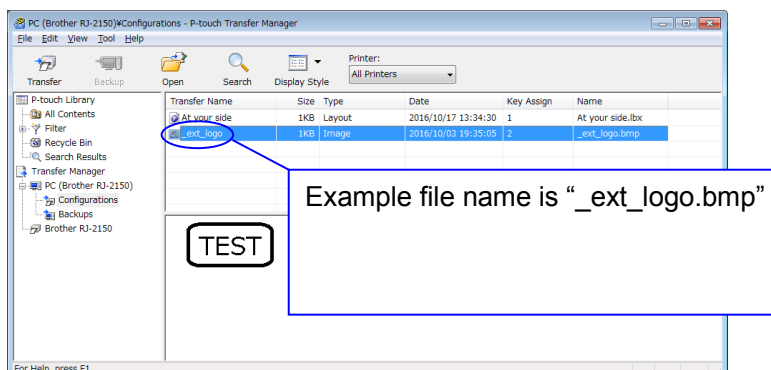 PC (Brother RJ-2150)¥Configurations - P-touch Transfer Manager
File Edit View Tool Help
Transfer Backup Open Search Display Style Printer:
All Printers
P-touch Library
All Contents
Filter
Recycle Bin
Search Results
Transfer Manager
PC (Brother RJ-2150)
Configurations
Backups
Brother RJ-2150
Transfer Name Size Type Date Key Assign Name
At your side 1KB Layout 2016/10/17 13:34:30 1 At your side.lbx
_ext_logo 1KB Image 2016/10/03 19:35:05 2 _ext_logo.bmp
Example file name is “_ext_logo.bmp”
TEST
For Help, press F1